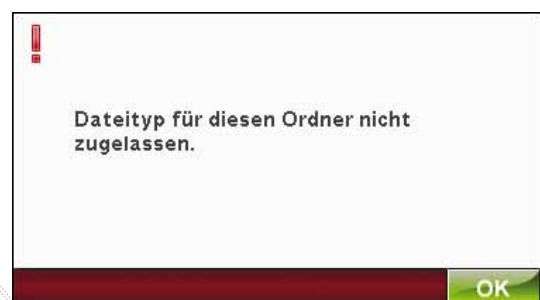 Dateityp für diesen Ordner nicht
zugelassen.
OK